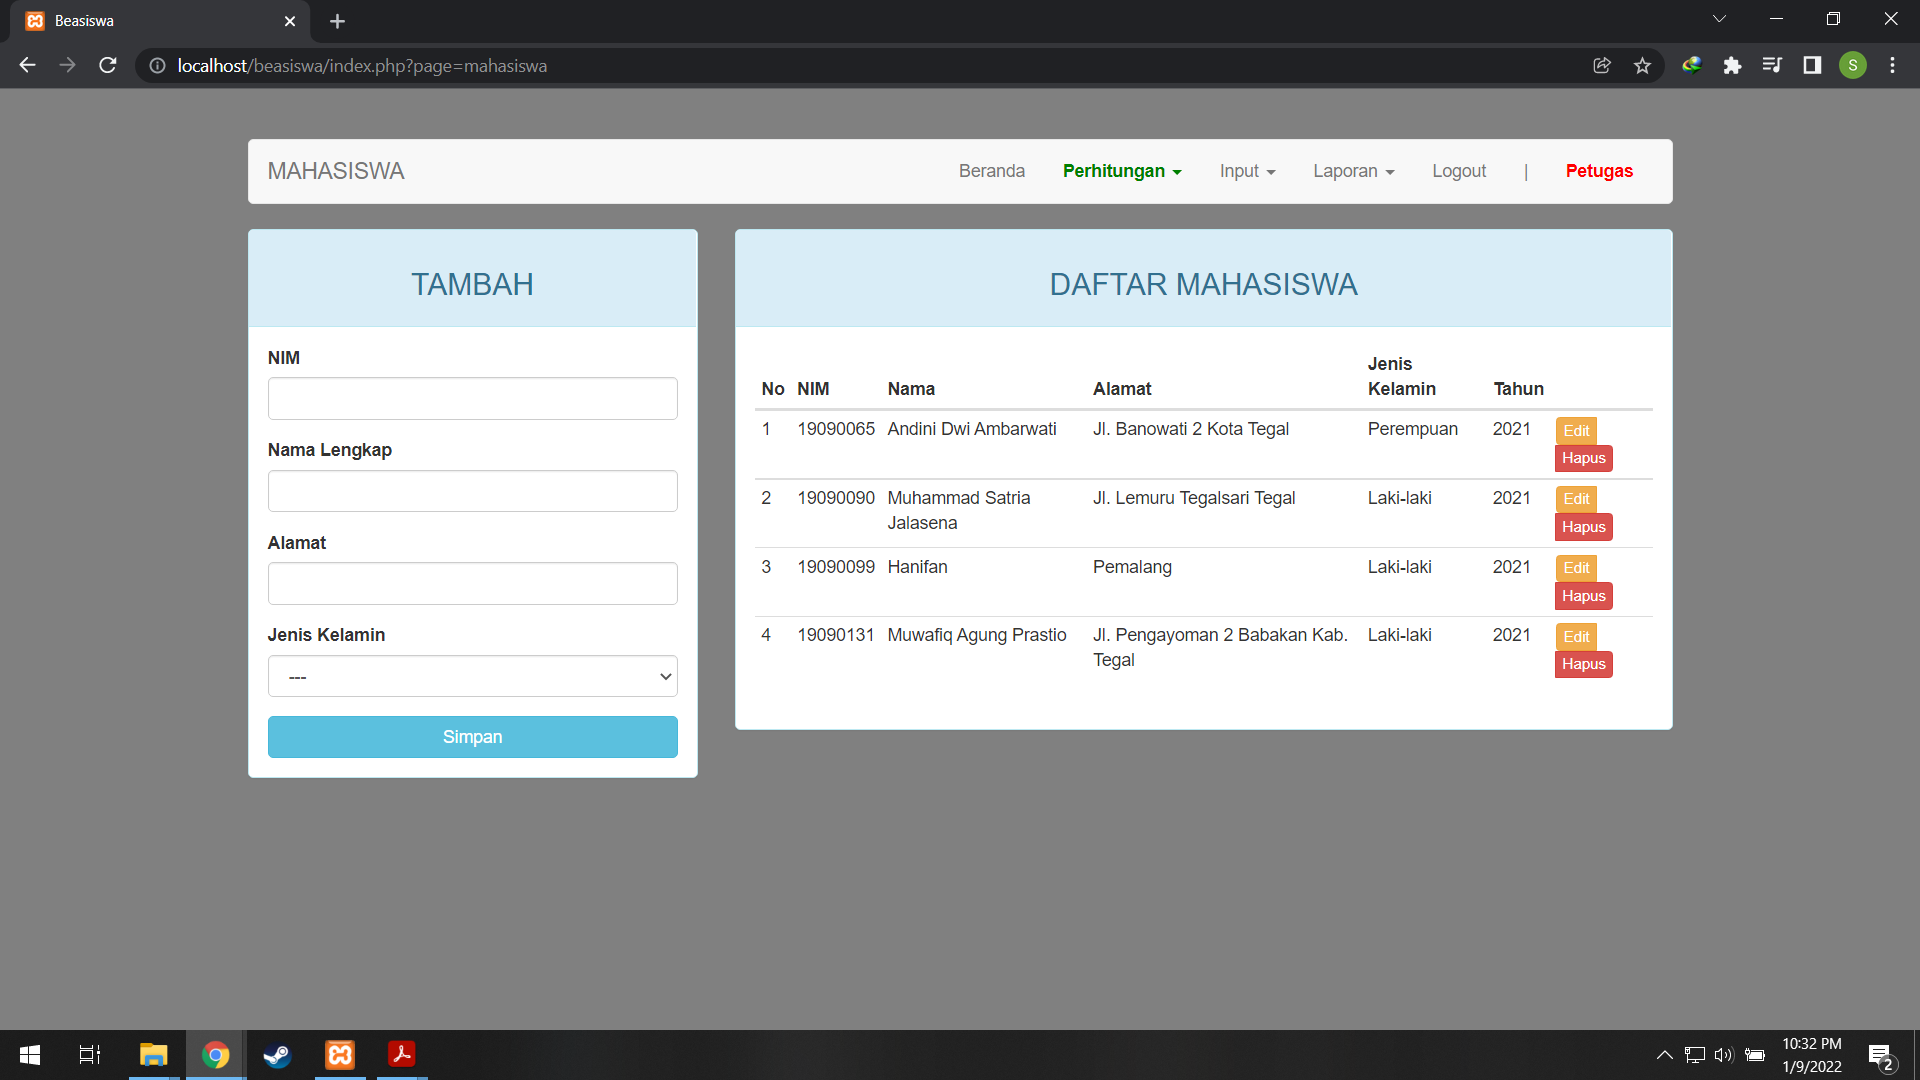 Beasiswa
localhost/beasiswa/index.php?page=mahasiswa
S
MAHASISWA
Beranda Perhitungan Input Laporan Logout | Petugas
TAMBAH
NIM
Nama Lengkap
Alamat
Jenis Kelamin
---
Simpan
DAFTAR MAHASISWA
No NIM Nama Alamat Jenis Kelamin Tahun
1 19090065 Andini Dwi Ambarwati Jl. Banowati 2 Kota Tegal Perempuan 2021 Edit
Hapus
2 19090090 Muhammad Satria Jl. Lemuru Tegalsari Tegal Laki-laki 2021 Edit
Jalasena Hapus
3 19090099 Hanifan Pemalang Laki-laki 2021 Edit
Hapus
4 19090131 Muwafiq Agung Prastio Jl. Pengayoman 2 Babakan Kab. Laki-laki 2021 Edit
Tegal Hapus
10:32 PM
1/9/2022
2